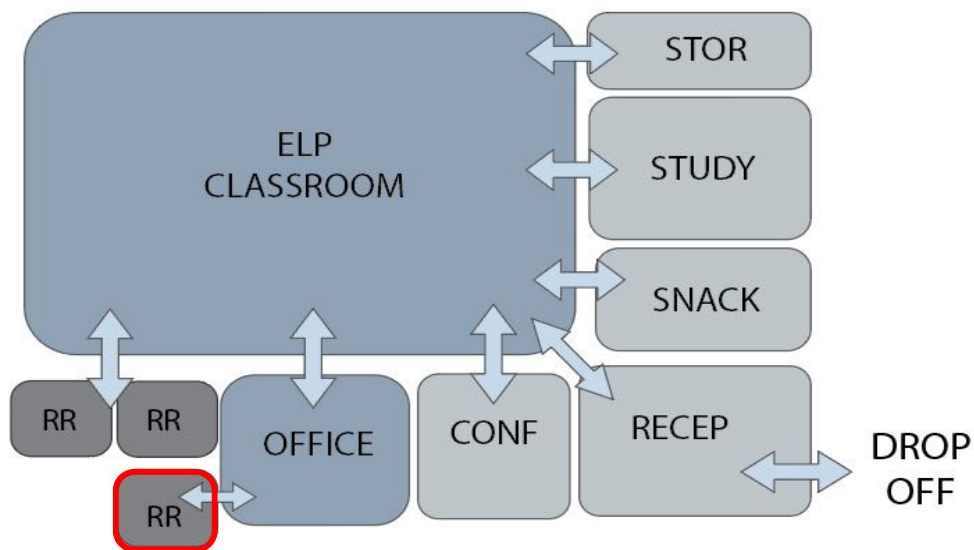 STOR
ELP
CLASSROOM
STUDY
SNACK
RR
RR
OFFICE
CONF
RECEP
DROP
OFF
RR